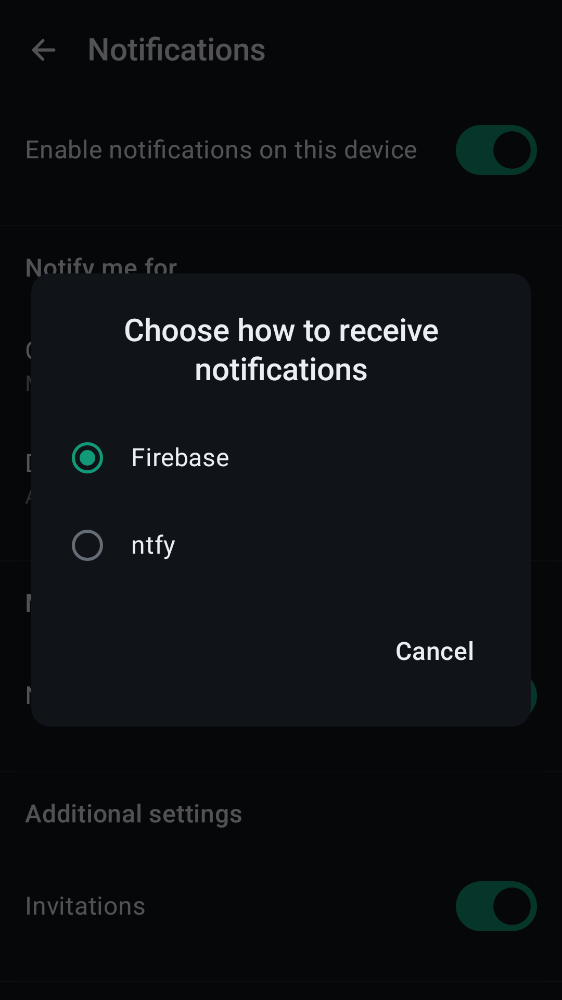 Notifications
Enable notifications on this device
Notify me for
Choose how to receive
notifications
Firebase
ntfy
Cancel
Additional settings
Invitations